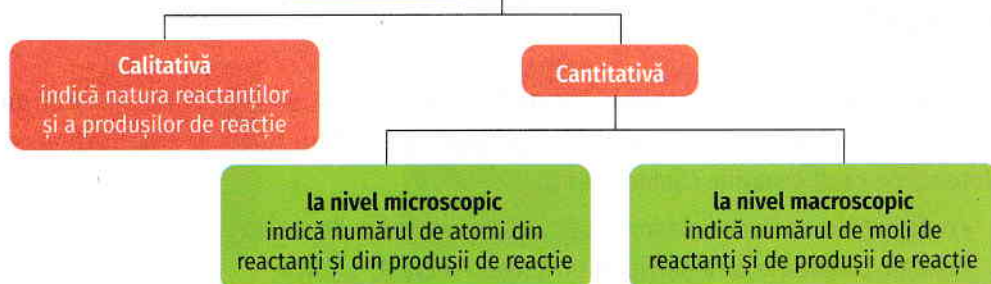 Calitativă
indică natura reactanților
și a produșilor de reacție
Cantitativă
la nivel microscopic
indică numărul de atomi din
reactanți și din produșii de reacție
la nivel macroscopic
indică numărul de moli de
reactanți și de produșii de reacție